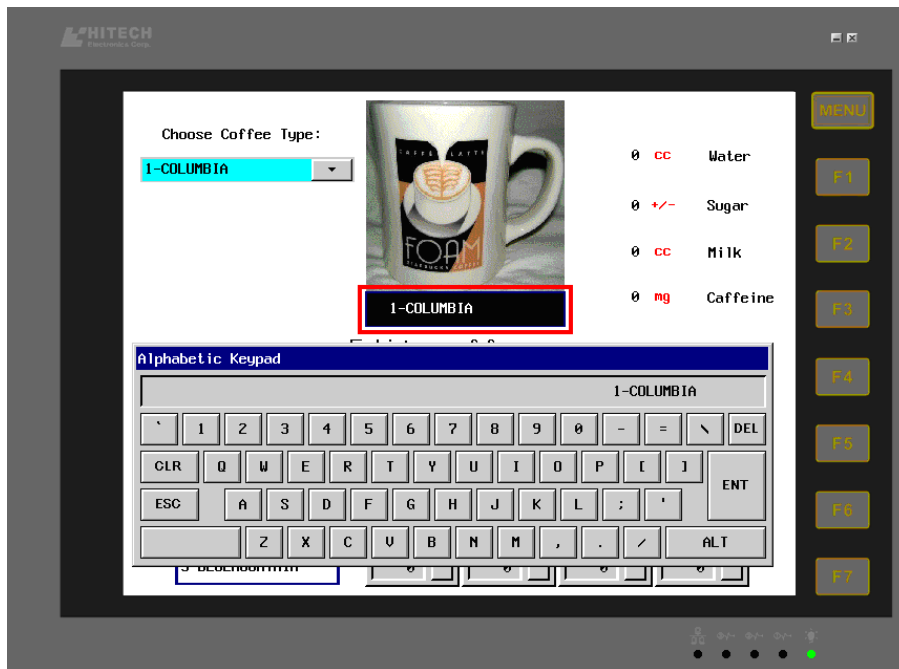 HITECH
Electronics Corp.
MENU
Choose Coffee Type:
1-COLUMBIA
CAFFÈ LATTE
FOAM
0 cc Water
F1
0 +/- Sugar
F2
0 cc Milk
0 mg Caffeine
F3
1-COLUMBIA
Alphabetic Keypad
F4
1-COLUMBIA
` 1 2 3 4 5 6 7 8 9 0 - = \ DEL
F5
CLR Q W E R T Y U I O P [ ]
ENT
ESC A S D F G H J K L ; '
F6
Z X C V B N M , . / ALT
0 0 0 0
F7